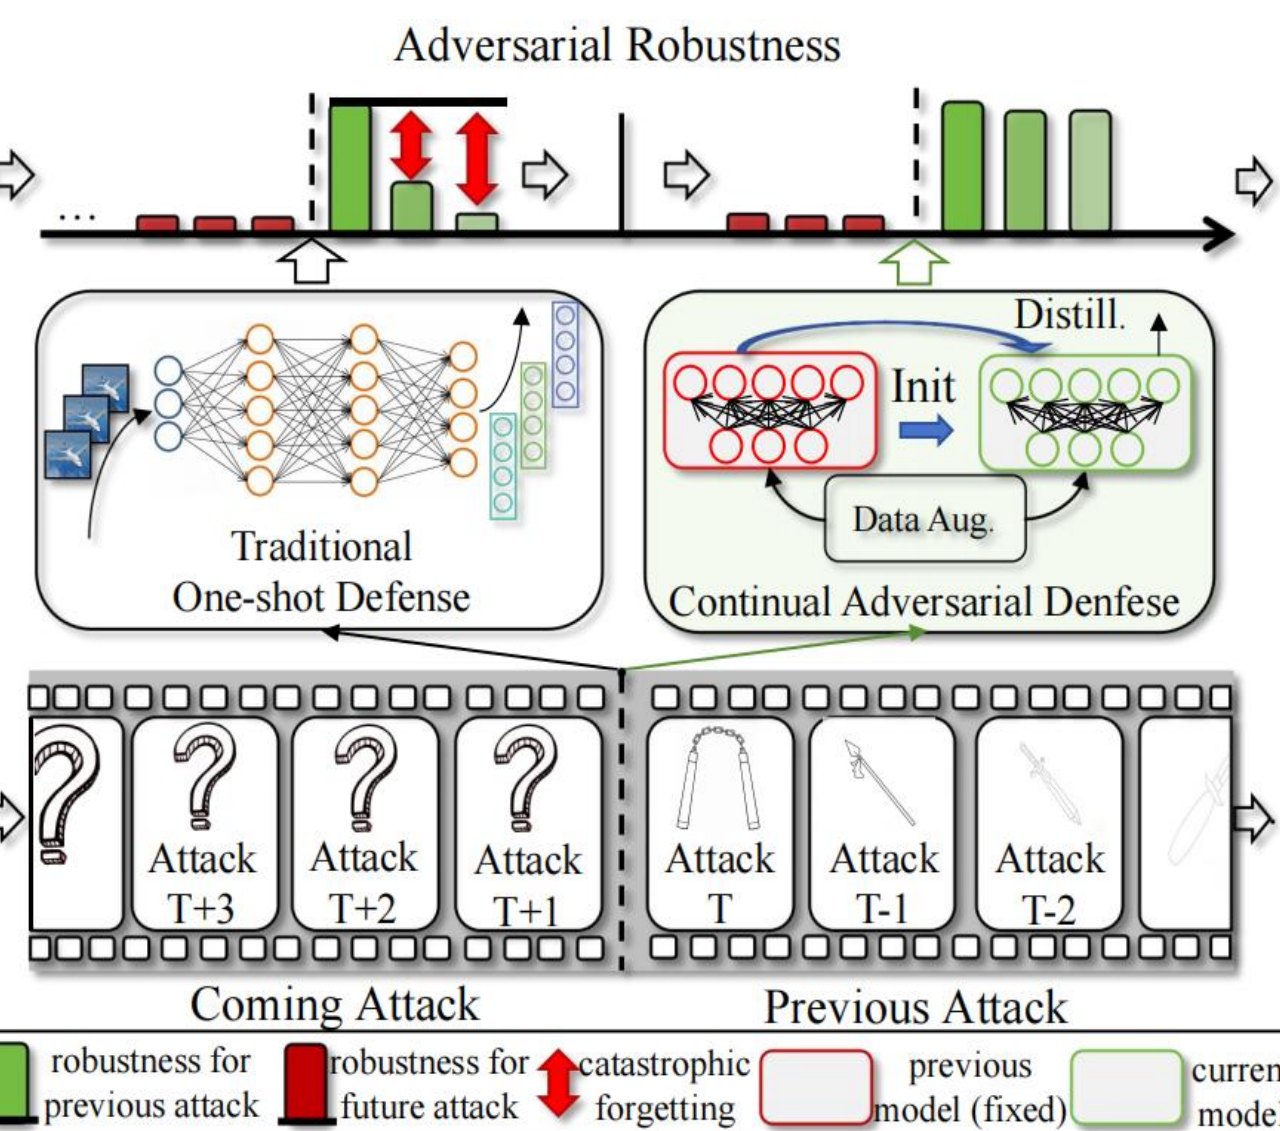 Adversarial Robustness
...
Distill.
Init
Data Aug.
Traditional
One-shot Defense
Continual Adversarial Denfese
Attack
T+3
Attack
T+2
Attack
T+1
Attack
T
Attack
T-1
Attack
T-2
Coming Attack
Previous Attack
robustness for
previous attack
robustness for
future attack
catastrophic
forgetting
previous
model (fixed)
curren
model